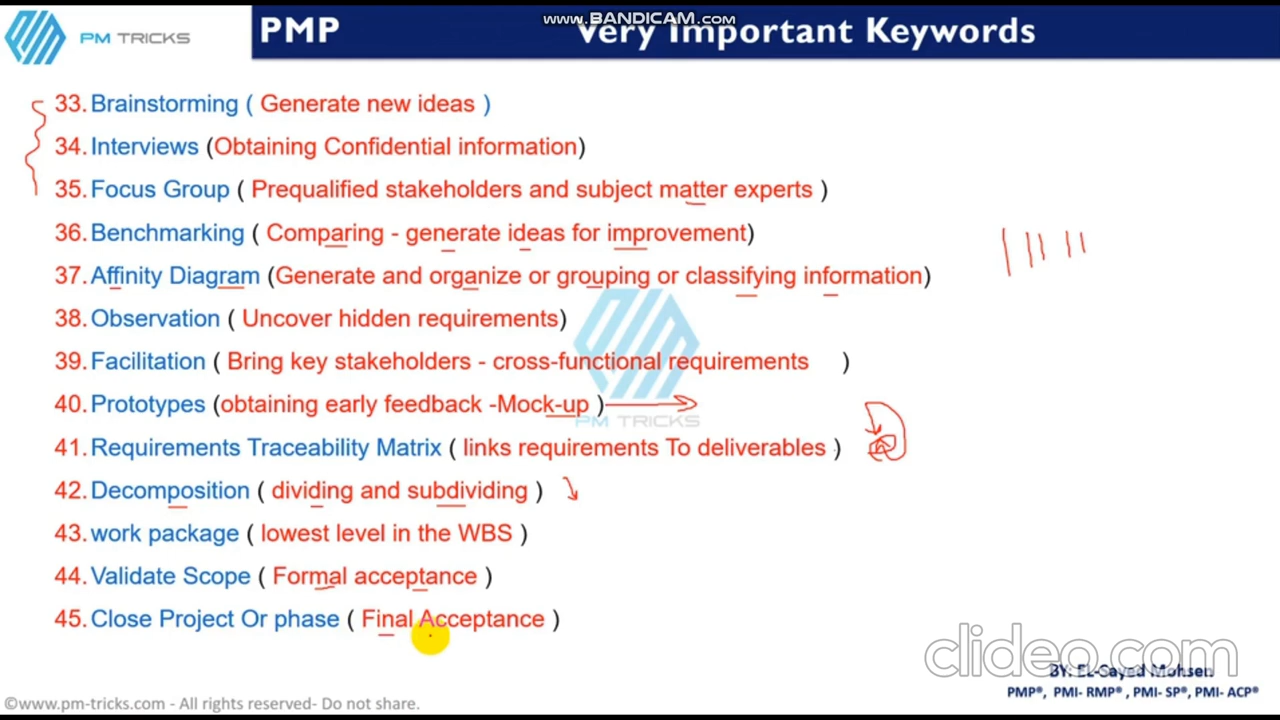 www.BANDICAM.com
PM TRICKS
PMP
Very Important Keywords
33. Brainstorming ( Generate new ideas )
34. Interviews (Obtaining Confidential information)
35. Focus Group ( Prequalified stakeholders and subject matter experts )
36. Benchmarking ( Comparing - generate ideas for improvement)
37. Affinity Diagram (Generate and organize or grouping or classifying information)
38. Observation ( Uncover hidden requirements)
39. Facilitation ( Bring key stakeholders - cross-functional requirements )
40. Prototypes (obtaining early feedback -Mock-up )
PM TRICKS
41. Requirements Traceability Matrix ( links requirements To deliverables )
42. Decomposition ( dividing and subdividing )
43. work package ( lowest level in the WBS )
44. Validate Scope ( Formal acceptance )
45. Close Project Or phase ( Final Acceptance )
clideo.com
BY: EL-Sayed Mohsen
PMP®, PMI- RMP® , PMI- SP®, PMI- ACP®
©www.pm-tricks.com - All rights reserved- Do not share.